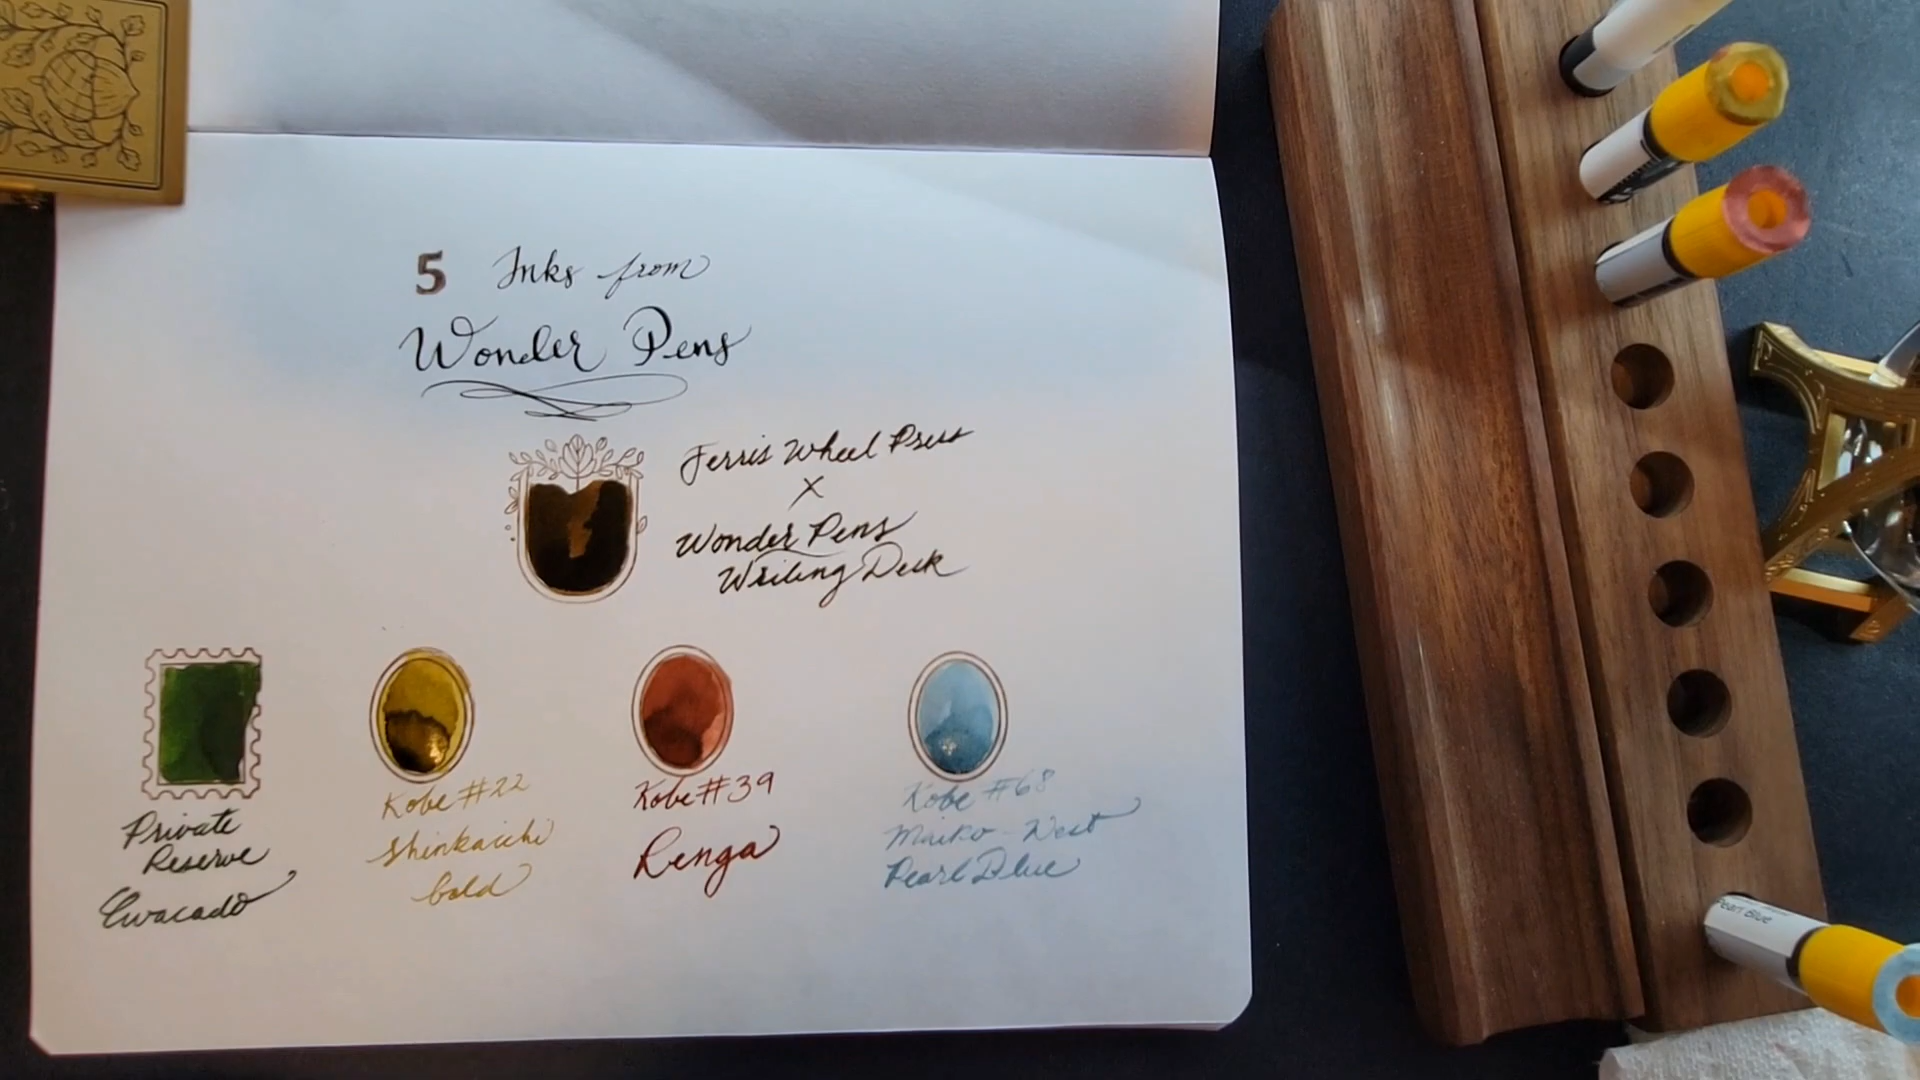 5 Inks from
Wonder Pens
Ferris Wheel Press
X
Wonder Pens
Writing Desk
Private
Reserve
Avacado
Kobe #22
Shinkaichi
Gold
Kobe #39
Renga
Kobe #68
Maiko-West
Pearl Blue
Pearl Blue